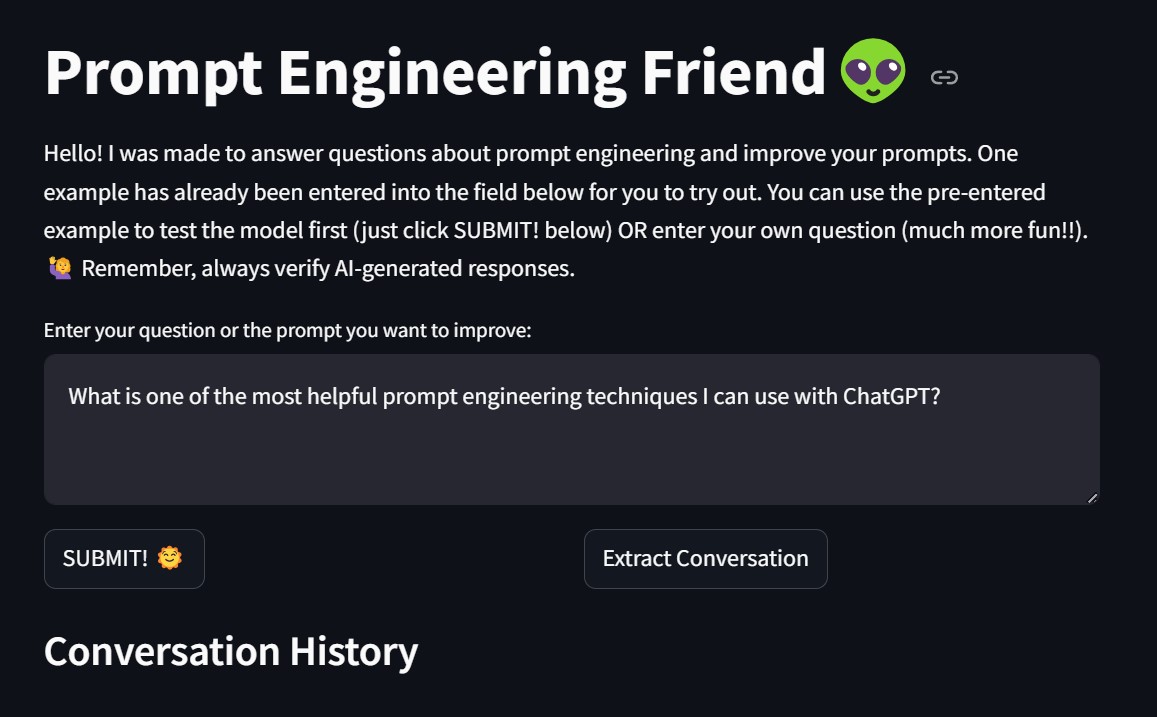 Prompt Engineering Friend 👽
Hello! I was made to answer questions about prompt engineering and improve your prompts. One
example has already been entered into the field below for you to try out. You can use the pre-entered
example to test the model first (just click SUBMIT! below) OR enter your own question (much more fun!!).
🙋‍♀️ Remember, always verify AI-generated responses.
Enter your question or the prompt you want to improve:
What is one of the most helpful prompt engineering techniques I can use with ChatGPT?
SUBMIT! 🌞
Extract Conversation
Conversation History